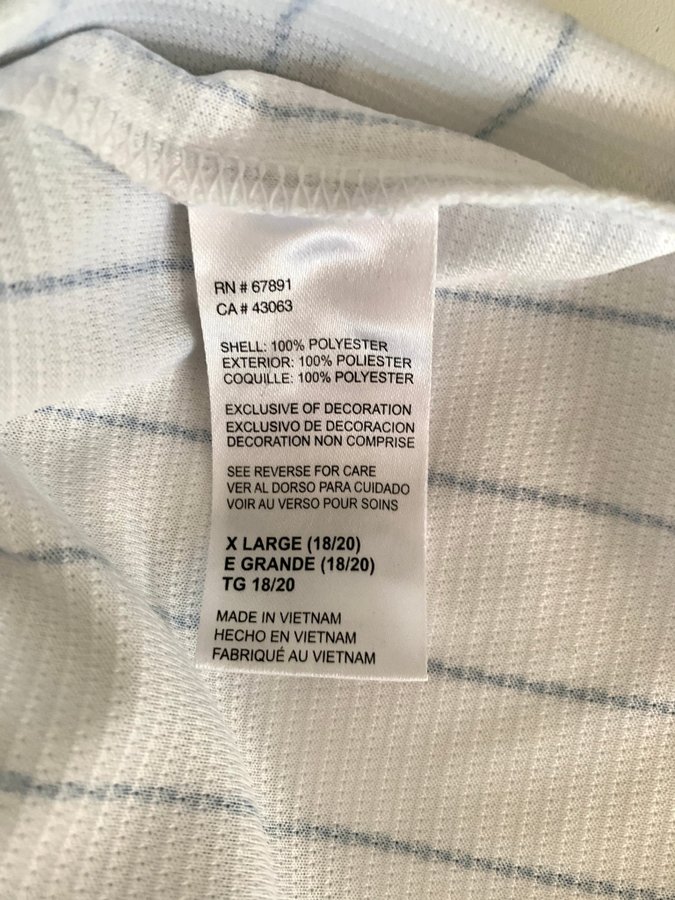 RN # 67891
CA # 43063
SHELL: 100% POLYESTER
EXTERIOR: 100% POLIESTER
COQUILLE: 100% POLYESTER
EXCLUSIVE OF DECORATION
EXCLUSIVO DE DECORACION
DECORATION NON COMPRISE
SEE REVERSE FOR CARE
VER AL DORSO PARA CUIDADO
VOIR AU VERSO POUR SOINS
X LARGE (18/20)
E GRANDE (18/20)
TG 18/20
MADE IN VIETNAM
HECHO EN VIETNAM
FABRIQUÉ AU VIETNAM